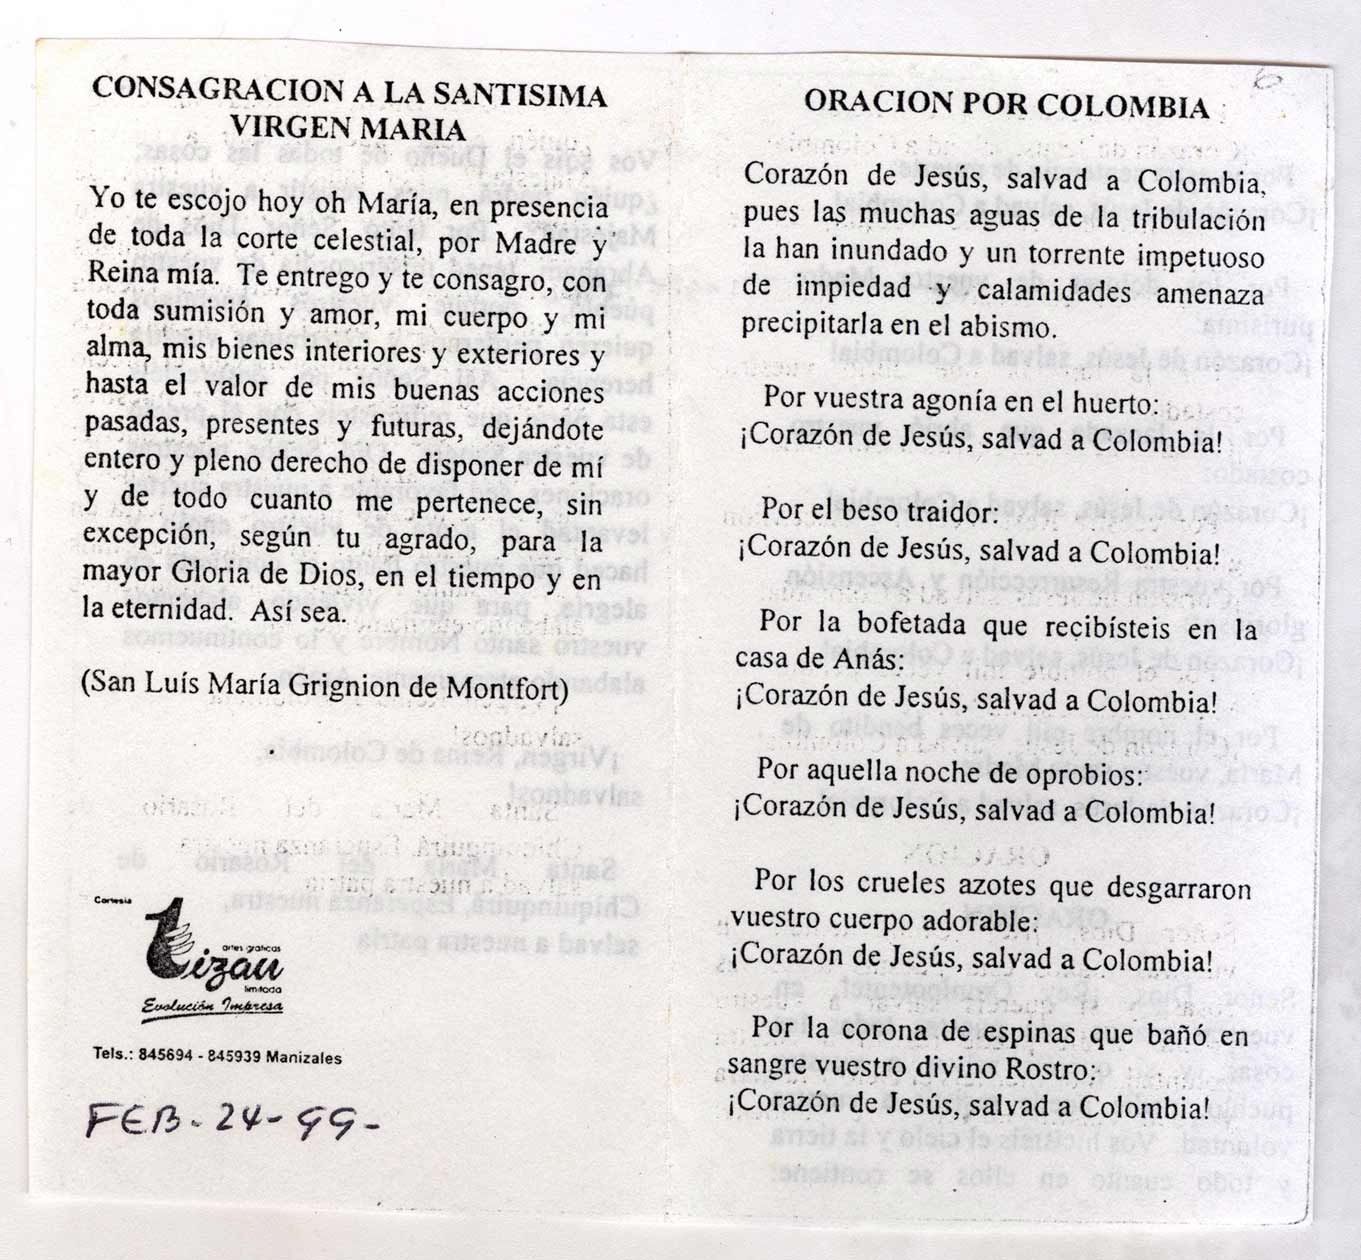 CONSAGRACION A LA SANTISIMA
VIRGEN MARIA
Yo te escojo hoy oh María, en presencia
de toda la corte celestial, por Madre y
Reina mía. Te entrego y te consagro, con
toda sumisión y amor, mi cuerpo y mi
alma, mis bienes interiores y exteriores y
hasta el valor de mis buenas acciones
pasadas, presentes y futuras, dejándote
entero y pleno derecho de disponer de mí
y de todo cuanto me pertenece, sin
excepción, según tu agrado, para la
mayor Gloria de Dios, en el tiempo y en
la eternidad. Así sea.
(San Luís María Grignion de Montfort)
Cortesia
Tizan
artes graficas
limitada
Evolución Impresa
Tels.: 845694 - 845939 Manizales
FEB - 24 - 99 -
6
ORACION POR COLOMBIA
Corazón de Jesús, salvad a Colombia,
pues las muchas aguas de la tribulación
la han inundado y un torrente impetuoso
de impiedad y calamidades amenaza
precipitarla en el abismo.
Por vuestra agonía en el huerto:
¡Corazón de Jesús, salvad a Colombia!
Por el beso traidor:
¡Corazón de Jesús, salvad a Colombia!
Por la bofetada que recibísteis en la
casa de Anás:
¡Corazón de Jesús, salvad a Colombia!
Por aquella noche de oprobios:
¡Corazón de Jesús, salvad a Colombia!
Por los crueles azotes que desgarraron
vuestro cuerpo adorable:
¡Corazón de Jesús, salvad a Colombia!
Por la corona de espinas que bañó en
sangre vuestro divino Rostro:
¡Corazón de Jesús, salvad a Colombia!